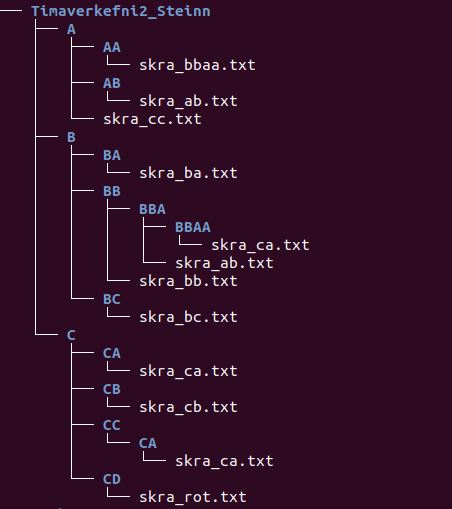 Timaverkefni2_Steinn
A
AA
skra_bbaa.txt
AB
skra_ab.txt
skra_cc.txt
B
BA
skra_ba.txt
BB
BBA
BBAA
skra_ca.txt
skra_ab.txt
skra_bb.txt
BC
skra_bc.txt
C
CA
skra_ca.txt
CB
skra_cb.txt
CC
CA
skra_ca.txt
CD
skra_rot.txt